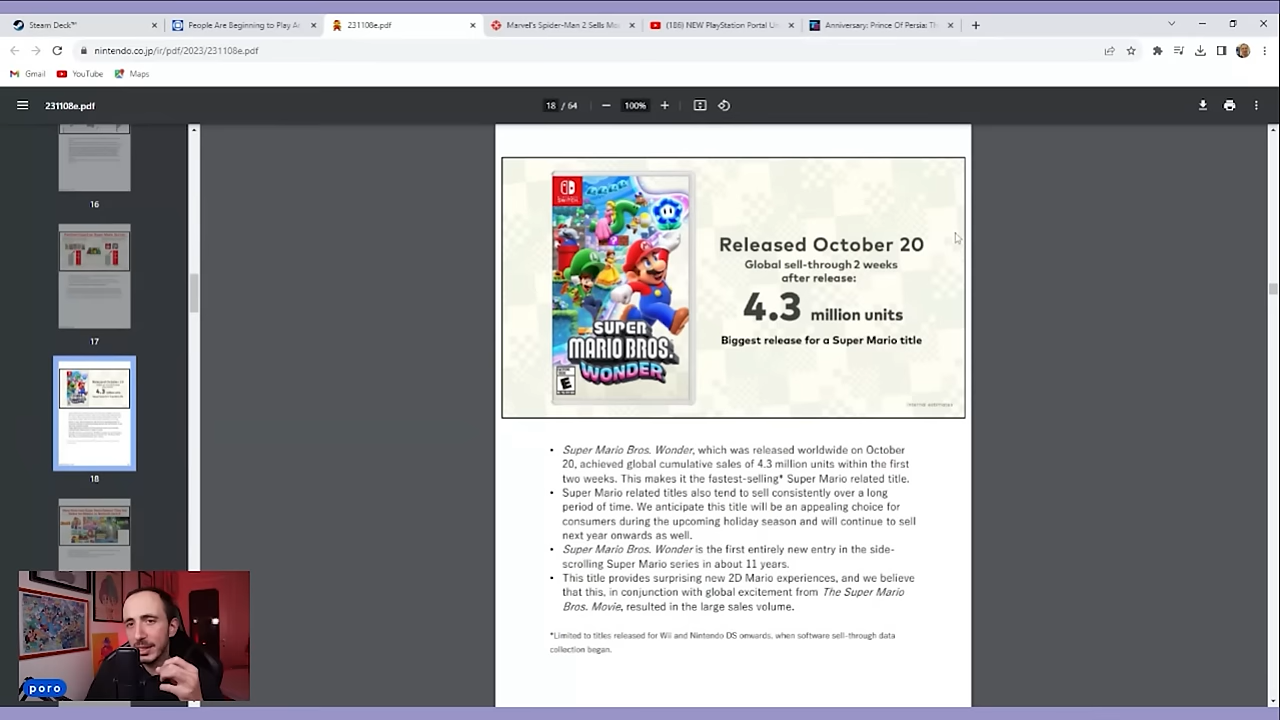 Steam Deck™
People Are Beginning to Play A
231108e.pdf
Marvel's Spider-Man 2 Sells Mo
(186) NEW PlayStation Portal Un
Anniversary: Prince Of Persia: Th
nintendo.co.jp/ir/pdf/2023/231108e.pdf
Gmail
YouTube
Maps
231108e.pdf
18 / 64
100%
16
17
18
SWITCH
SUPER
MARIO BROS.
WONDER
E
Released October 20
Global sell-through 2 weeks
after release:
4.3 million units
Biggest release for a Super Mario title
Internal estimates
• Super Mario Bros. Wonder, which was released worldwide on October
20, achieved global cumulative sales of 4.3 million units within the first
two weeks. This makes it the fastest-selling* Super Mario related title.
• Super Mario related titles also tend to sell consistently over a long
period of time. We anticipate this title will be an appealing choice for
consumers during the upcoming holiday season and will continue to sell
next year onwards as well.
• Super Mario Bros. Wonder is the first entirely new entry in the side-
scrolling Super Mario series in about 11 years.
• This title provides surprising new 2D Mario experiences, and we believe
that this, in conjunction with global excitement from The Super Mario
Bros. Movie, resulted in the large sales volume.
*Limited to titles released for Wii and Nintendo DS onwards, when software sell-through data
collection began.
poro